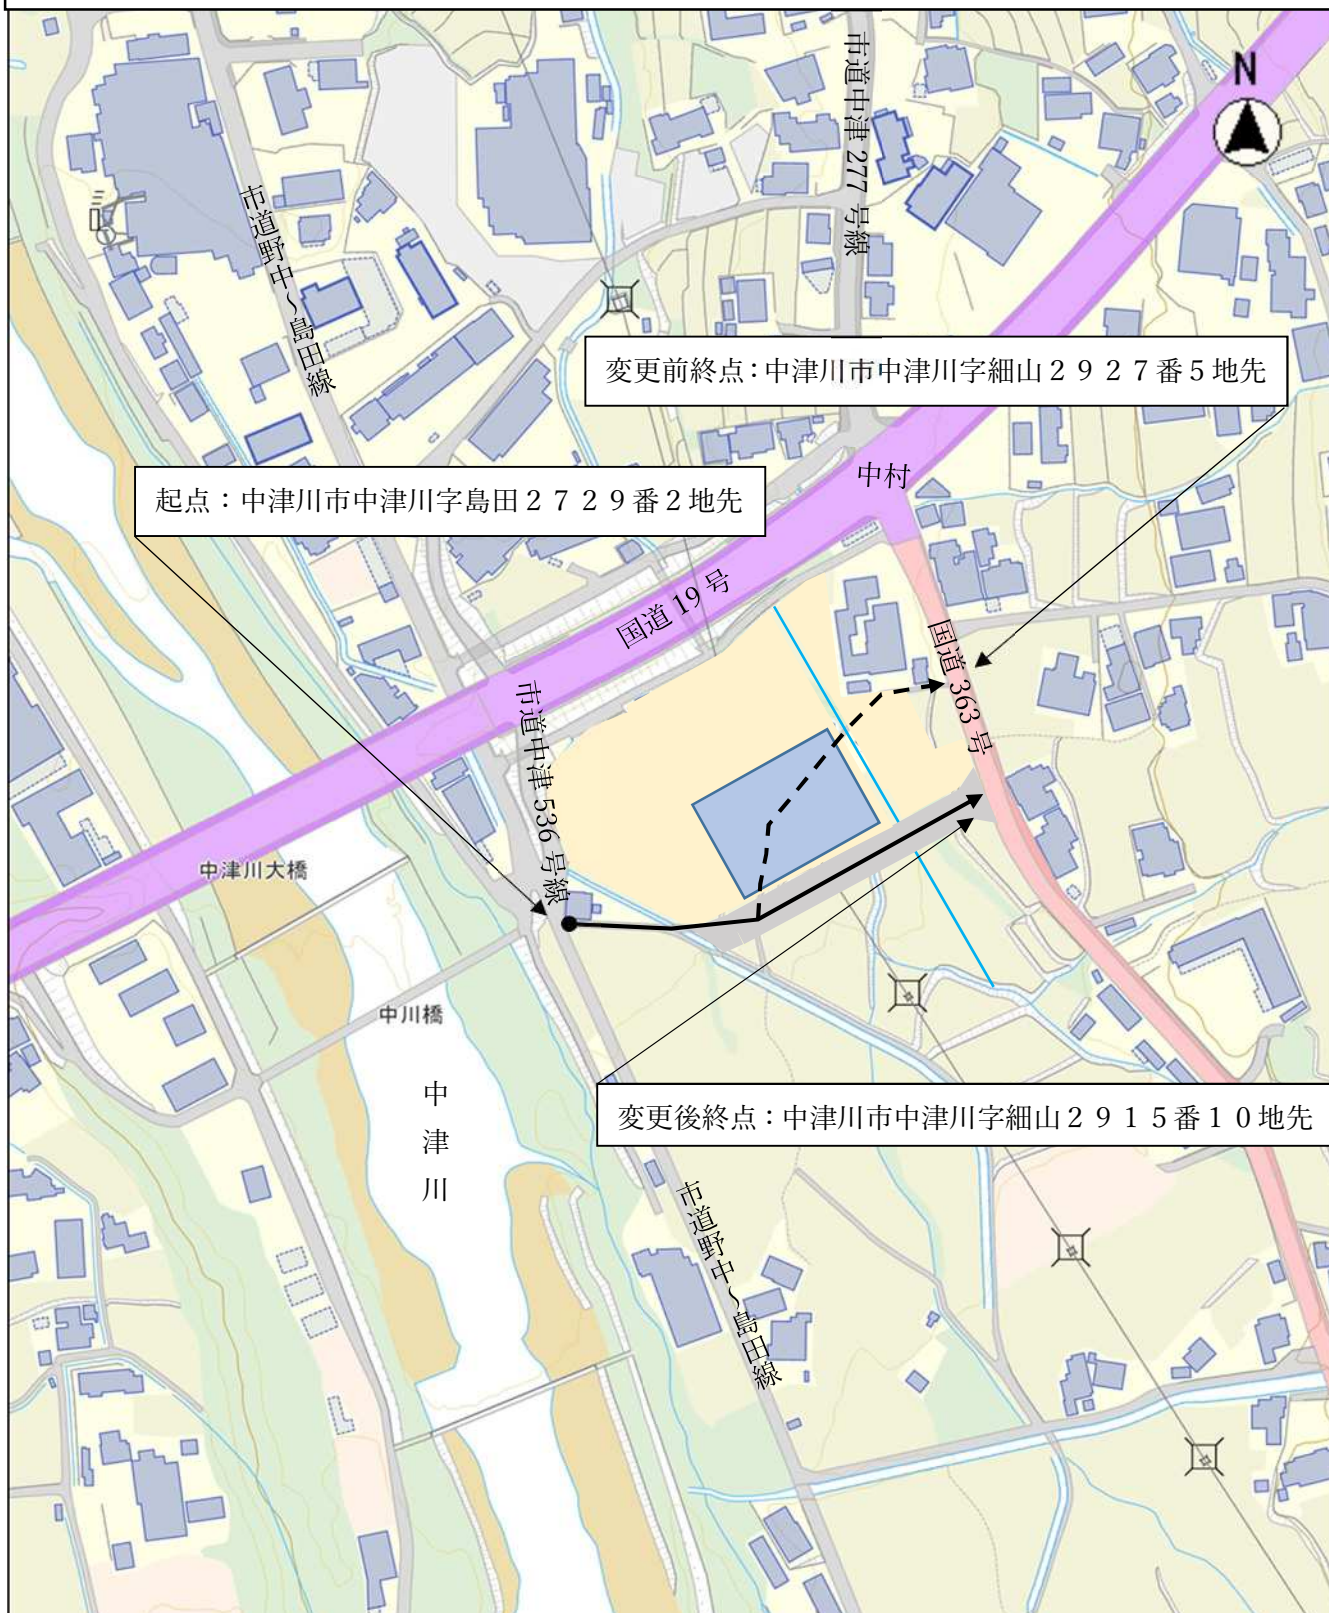 N
市道中津277号線
市道野中～島田線
変更前終点：中津川市中津川字細山２９２７番５地先
中村
起点：中津川市中津川字島田２７２９番２地先
国道19号
国道363号
市道中津536号線
中津川大橋
中川橋
中津川
変更後終点：中津川市中津川字細山２９１５番１０地先
市道野中～島田線